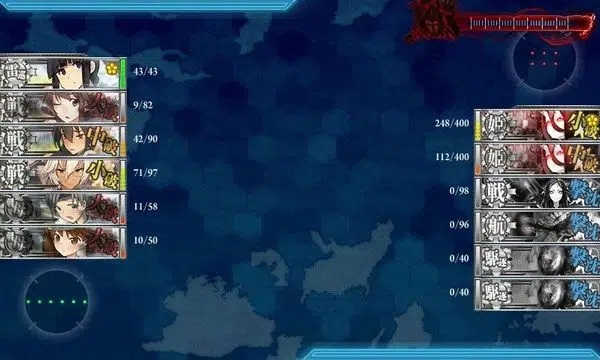 43/43
戦 大破 9/82
戦 中破 42/90
戦 小破 71/97
大破 11/58
大破 10/50
248/400 姫 小破
112/400 姫 中破
0/98 戦 撃沈
0/96 航 撃沈
0/40 駆逐 撃沈
0/40 駆逐 撃沈